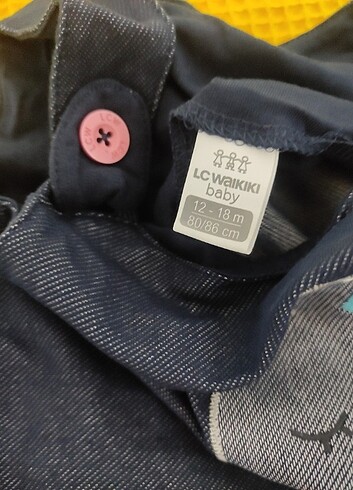 LC WAIKIKI
baby
12 - 18 m
80/86 cm